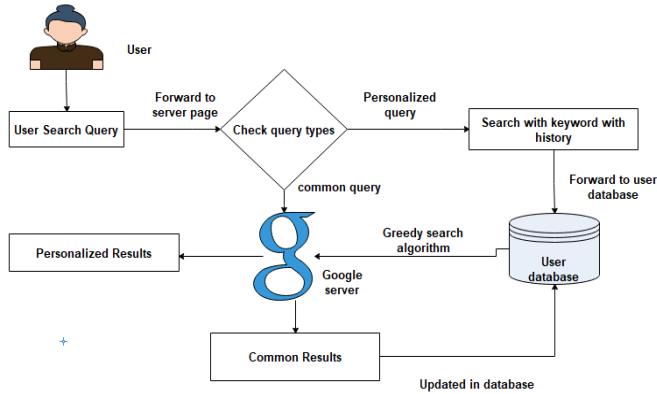 User
User Search Query
Forward to
server page
Check query types
Personalized
query
Search with keyword with
history
common query
Forward to user
database
Greedy search
algorithm
Personalized Results
g
Google
server
User
database
Common Results
Updated in database